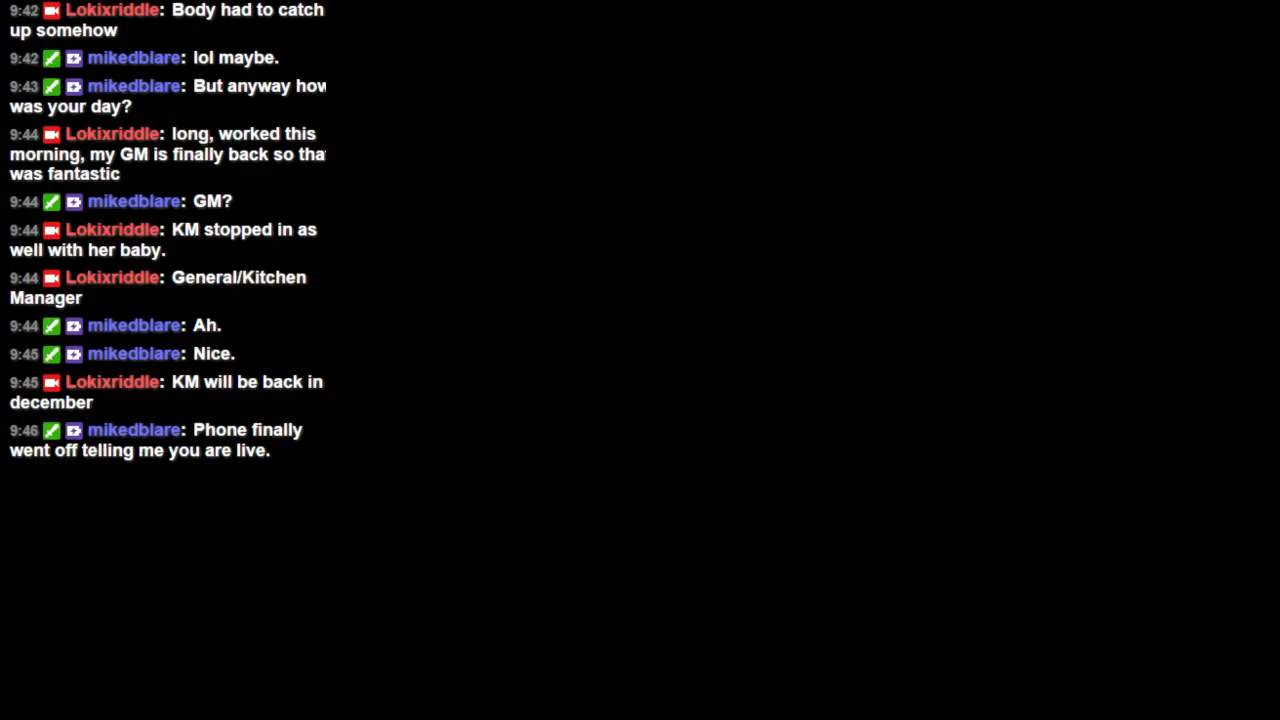 9:42 Lokixriddle: Body had to catch
up somehow
9:42 mikedblare: lol maybe.
9:43 mikedblare: But anyway how
was your day?
9:44 Lokixriddle: long, worked this
morning, my GM is finally back so that
was fantastic
9:44 mikedblare: GM?
9:44 Lokixriddle: KM stopped in as
well with her baby.
9:44 Lokixriddle: General/Kitchen
Manager
9:44 mikedblare: Ah.
9:45 mikedblare: Nice.
9:45 Lokixriddle: KM will be back in
december
9:46 mikedblare: Phone finally
went off telling me you are live.